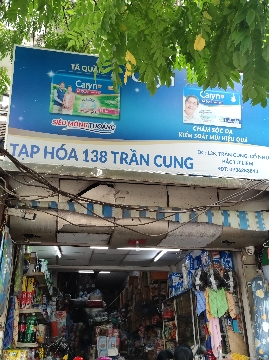 TÃ QUẦN
Caryn
Caryn
SIÊU MỎNG THOÁNG
CHĂM SÓC DA
KIỂM SOÁT MÙI HIỆU QUẢ
TẠP HÓA 138 TRẦN CUNG